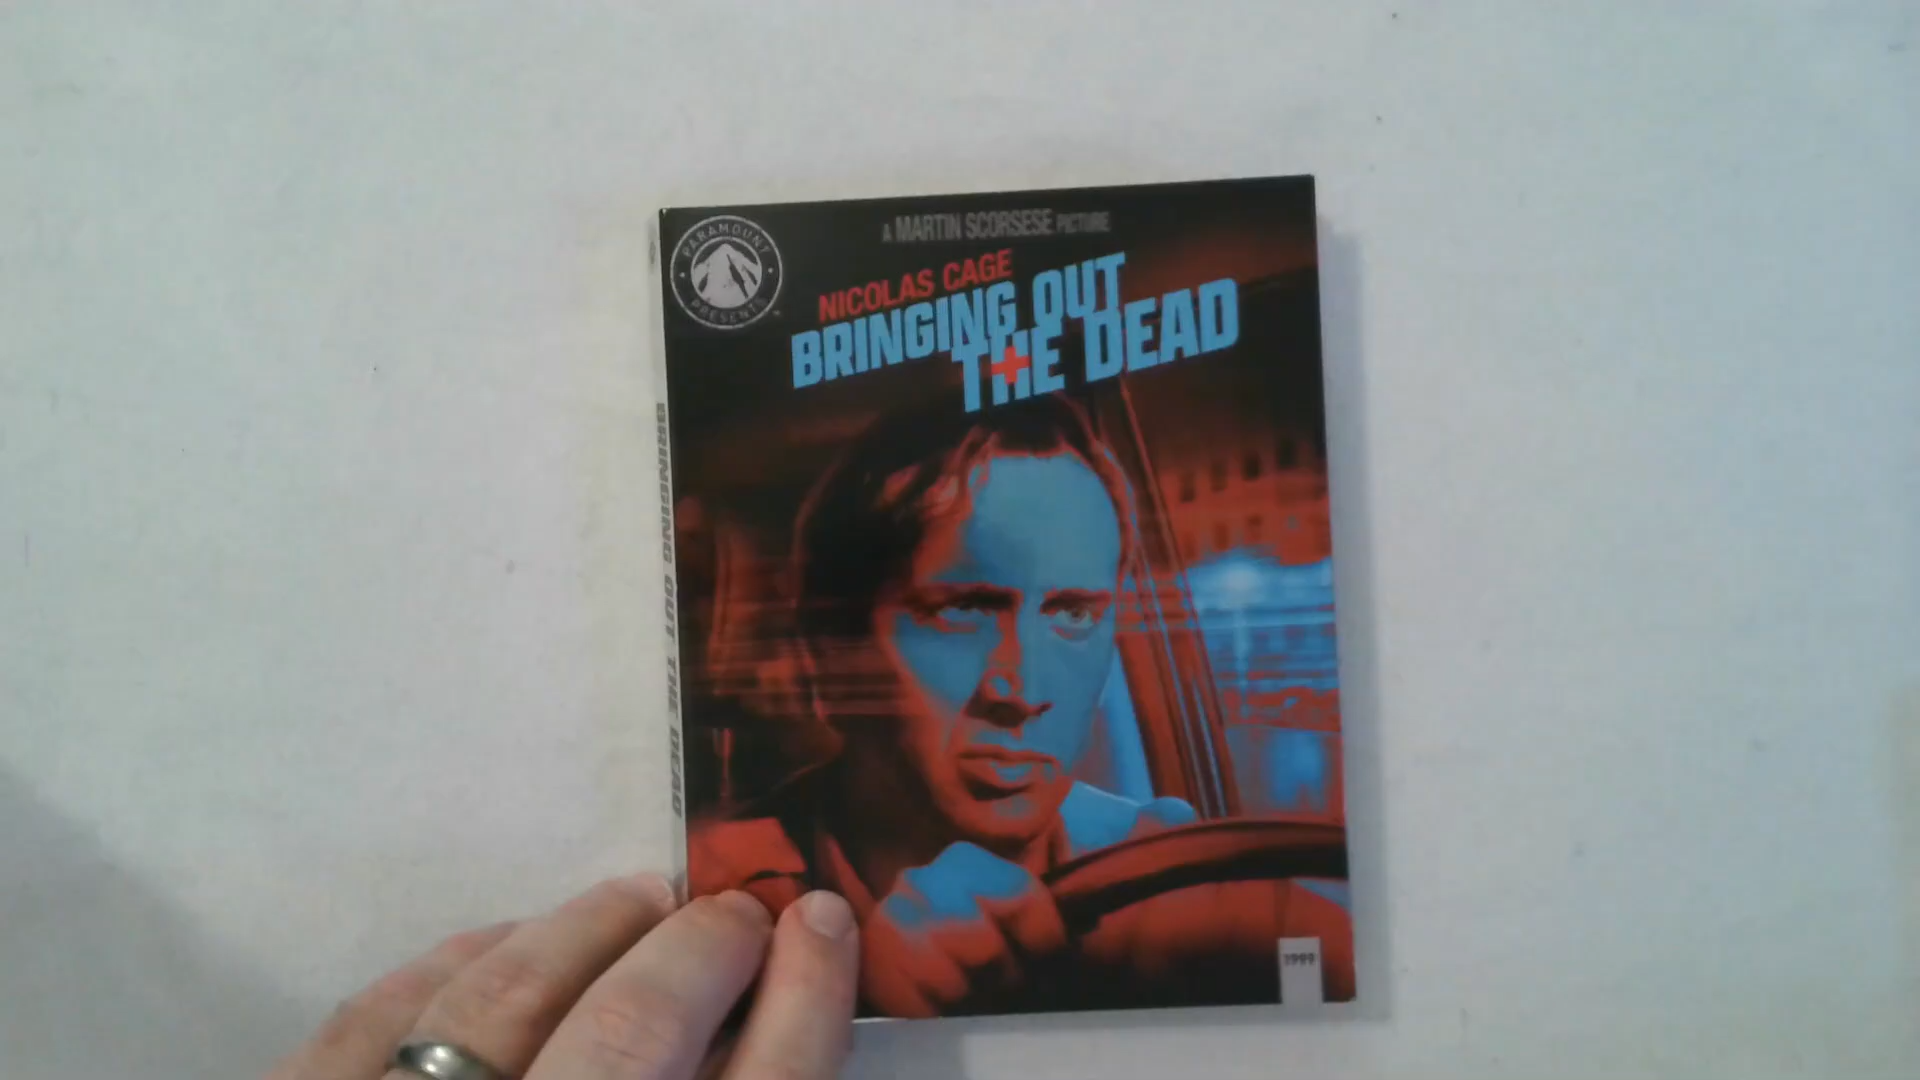 PARAMOUNT
PRESENTS
A MARTIN SCORSESE PICTURE
NICOLAS CAGE
BRINGING OUT
THE DEAD
BRINGING OUT THE DEAD
1999